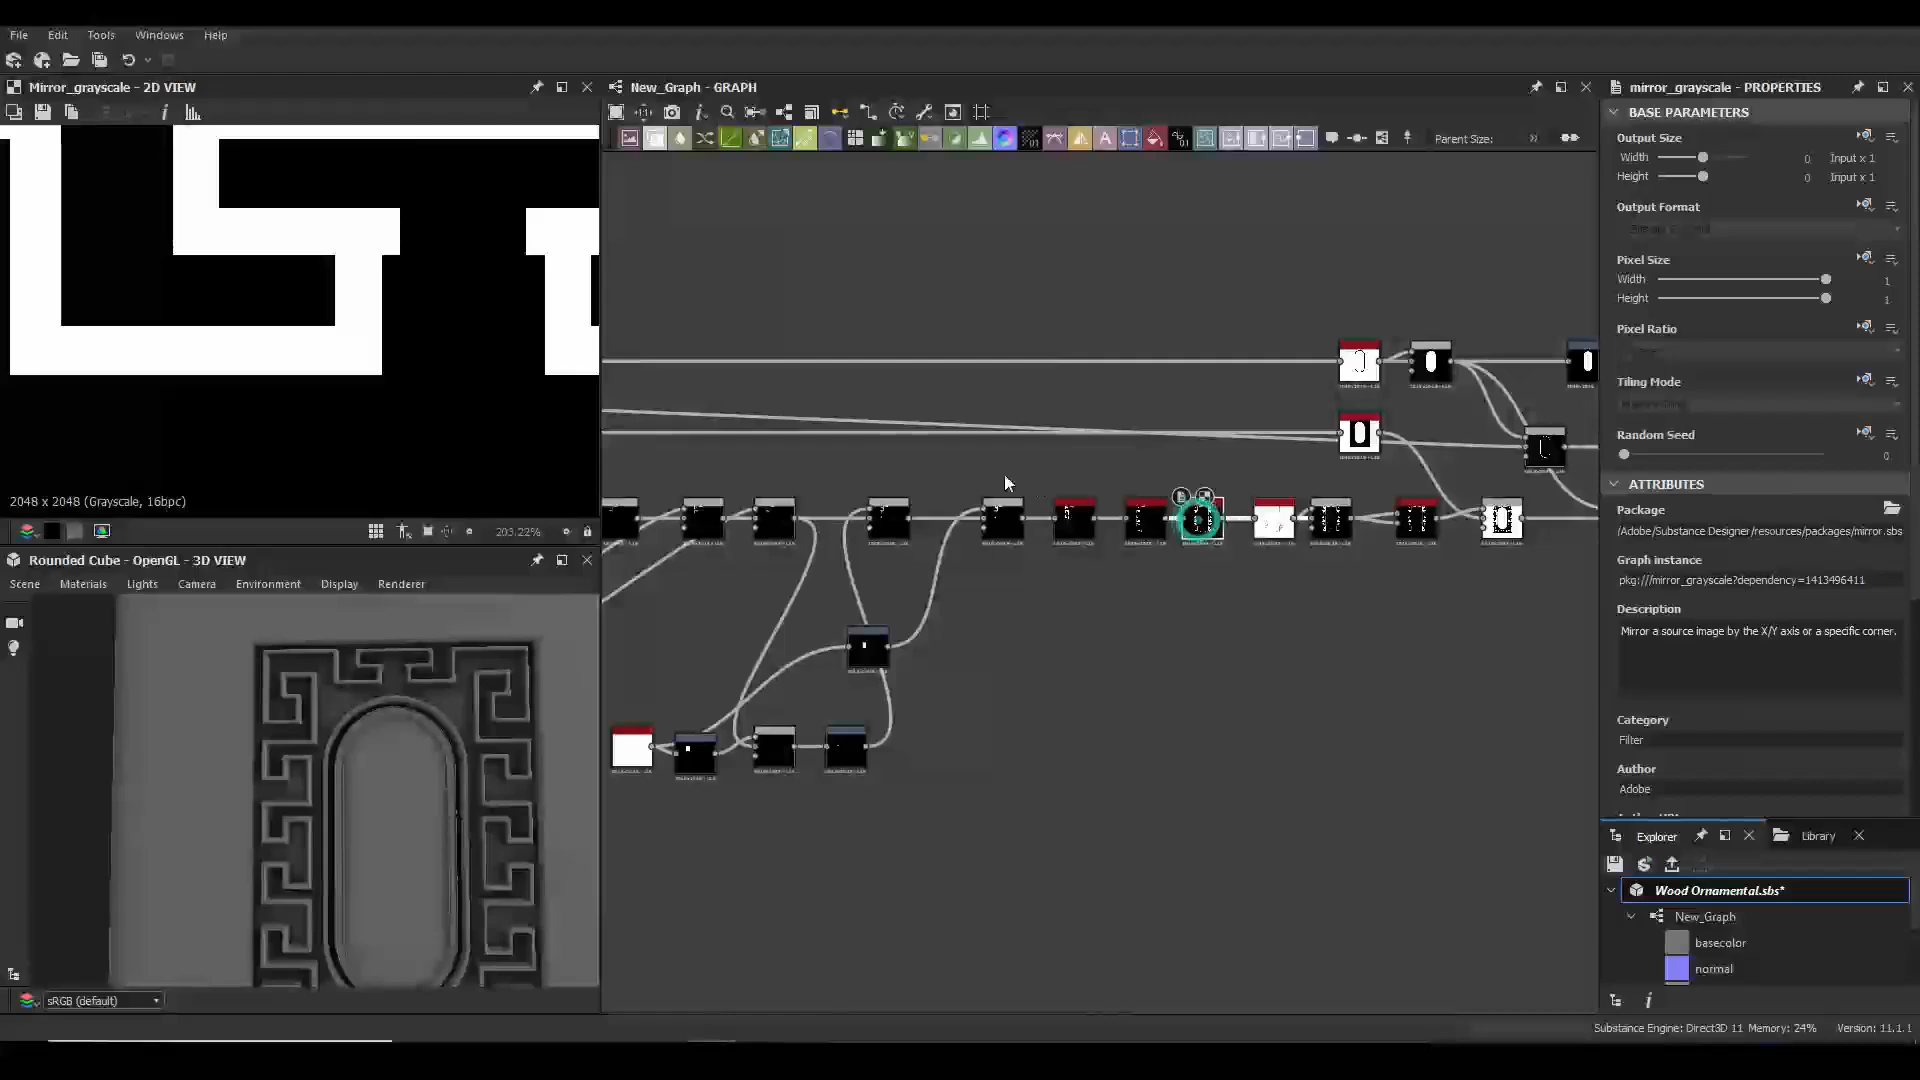 File Edit Tools Windows Help
Mirror_grayscale - 2D VIEW
New_Graph - GRAPH
mirror_grayscale - PROPERTIES
BASE PARAMETERS
Parent Size:
Output Size
Width 0 Input x 1
Height 0 Input x 1
Output Format
Pixel Size
Width 1
Height 1
Pixel Ratio
Tiling Mode
Random Seed
0
ATTRIBUTES
Package
/Adobe/Substance Designer/resources/packages/mirror.sbs
Graph instance
pkg:///mirror_grayscale?dependency=1413496411
Description
Mirror a source image by the X/Y axis or a specific corner.
Category
Filter
Author
Adobe
2048 x 2048 (Grayscale, 16bpc)
203.22%
Rounded Cube - OpenGL - 3D VIEW
Scene Materials Lights Camera Environment Display Renderer
sRGB (default)
Explorer
Library
Wood Ornamental.sbs*
New_Graph
basecolor
normal
Substance Engine: Direct3D 11 Memory: 24% Version: 11.1.1